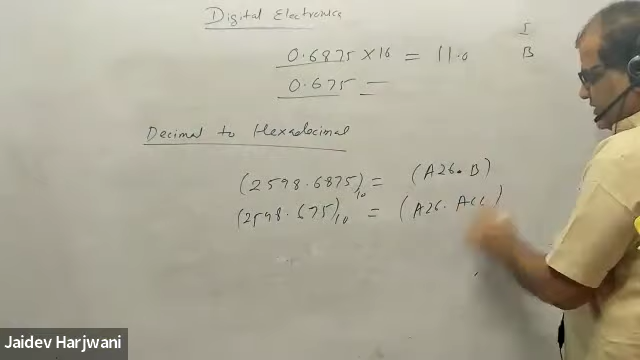 Digital Electronics
0.6875 × 16 = 11.0
I
B
0.675 —
Decimal to Hexadecimal
(2598.6875)10 = (A26.B)
(2598.675)10 = (A26.ACC)
Jaidev Harjwani